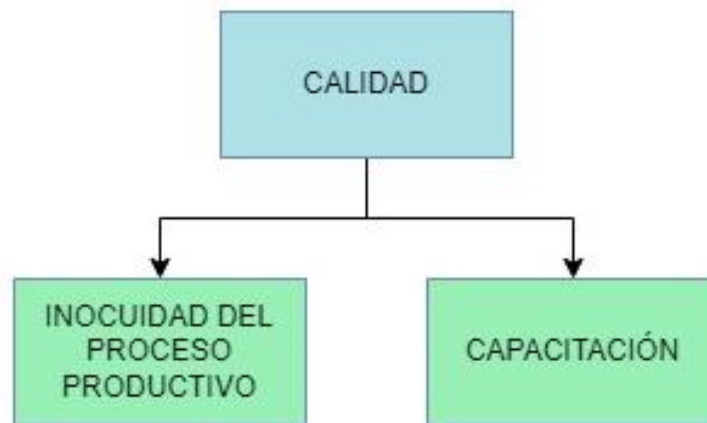 CALIDAD
INOCUIDAD DEL
PROCESO
PRODUCTIVO
CAPACITACIÓN